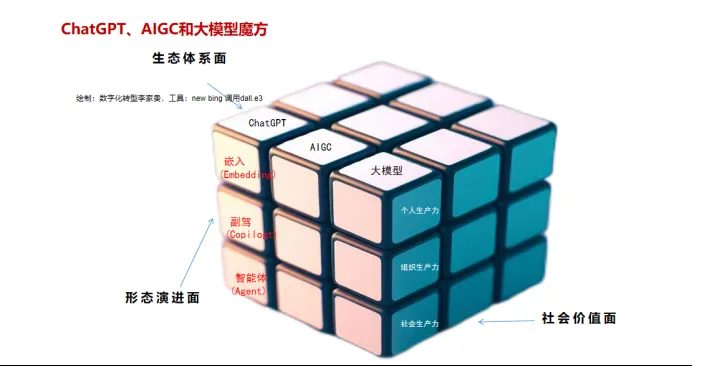 ChatGPT、AIGC和大模型魔方
生态体系面
绘制：数字化转型李家贵，工具：new bing 调用dall.e3
ChatGPT
AIGC
大模型
嵌入
(Embedding)
个人生产力
副驾
(Copilogt)
组织生产力
智能体
(Agent)
社会生产力
形态演进面
社会价值面